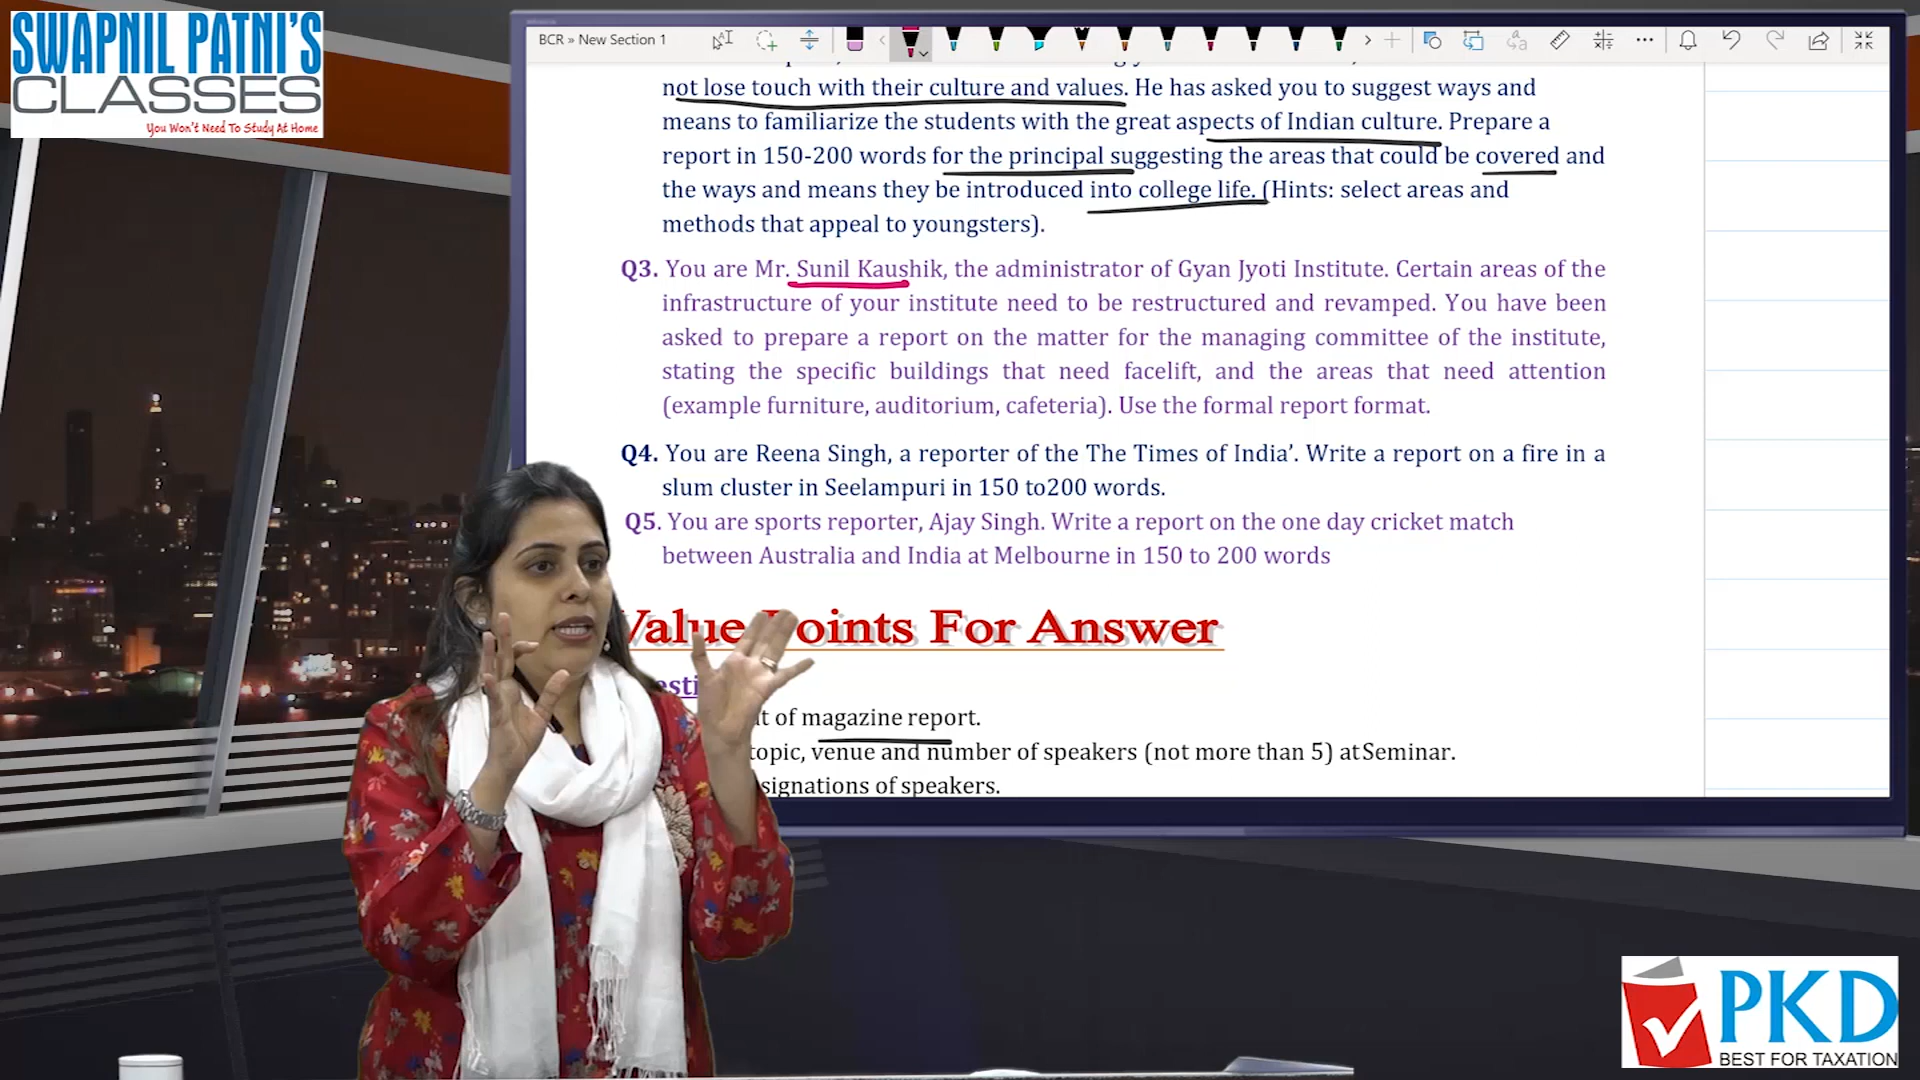 SWAPNIL PATNI'S
CLASSES
You Won't Need To Study At Home
BCR » New Section 1
not lose touch with their culture and values. He has asked you to suggest ways and
means to familiarize the students with the great aspects of Indian culture. Prepare a
report in 150-200 words for the principal suggesting the areas that could be covered and
the ways and means they be introduced into college life. (Hints: select areas and
methods that appeal to youngsters).
Q3. You are Mr. Sunil Kaushik, the administrator of Gyan Jyoti Institute. Certain areas of the
infrastructure of your institute need to be restructured and revamped. You have been
asked to prepare a report on the matter for the managing committee of the institute,
stating the specific buildings that need facelift, and the areas that need attention
(example furniture, auditorium, cafeteria). Use the formal report format.
Q4. You are Reena Singh, a reporter of the The Times of India’. Write a report on a fire in a
slum cluster in Seelampuri in 150 to200 words.
Q5. You are sports reporter, Ajay Singh. Write a report on the one day cricket match
between Australia and India at Melbourne in 150 to 200 words
Value Points For Answer
of magazine report.
topic, venue and number of speakers (not more than 5) at Seminar.
of speakers.
PKD
BEST FOR TAXATION